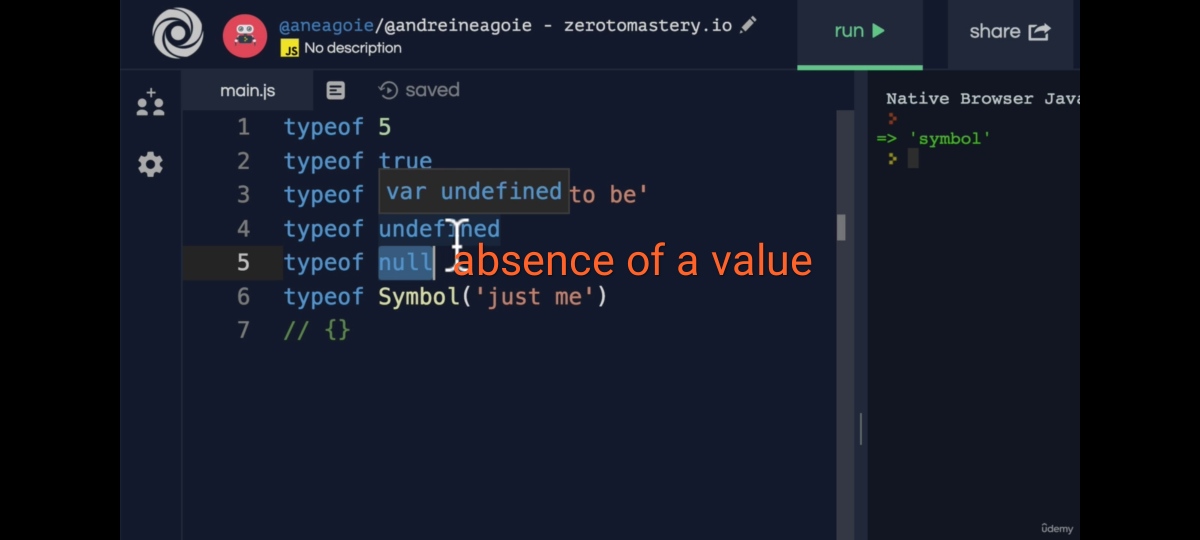 @aneagoie/@andreineagoie - zerotomastery.io
run
share
JS No description
main.js
saved
Native Browser Java
=> 'symbol'
1 typeof 5
2 typeof true
3 typeof to be'
var undefined
4 typeof undefined
5 typeof null absence of a value
6 typeof Symbol('just me')
7 // {}
ûdemy